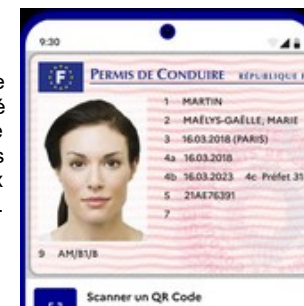 9:30
F
PERMIS DE CONDUIRE RÉPUBLIQUE
1 MARTIN
2 MAËLYS-GAËLLE, MARIE
3 16.03.2018 (PARIS)
4a 16.03.2018
4b 16.03.2023 4c Préfet 31
5 21AE76391
7
9 AM/B1/B
Scanner un QR Code